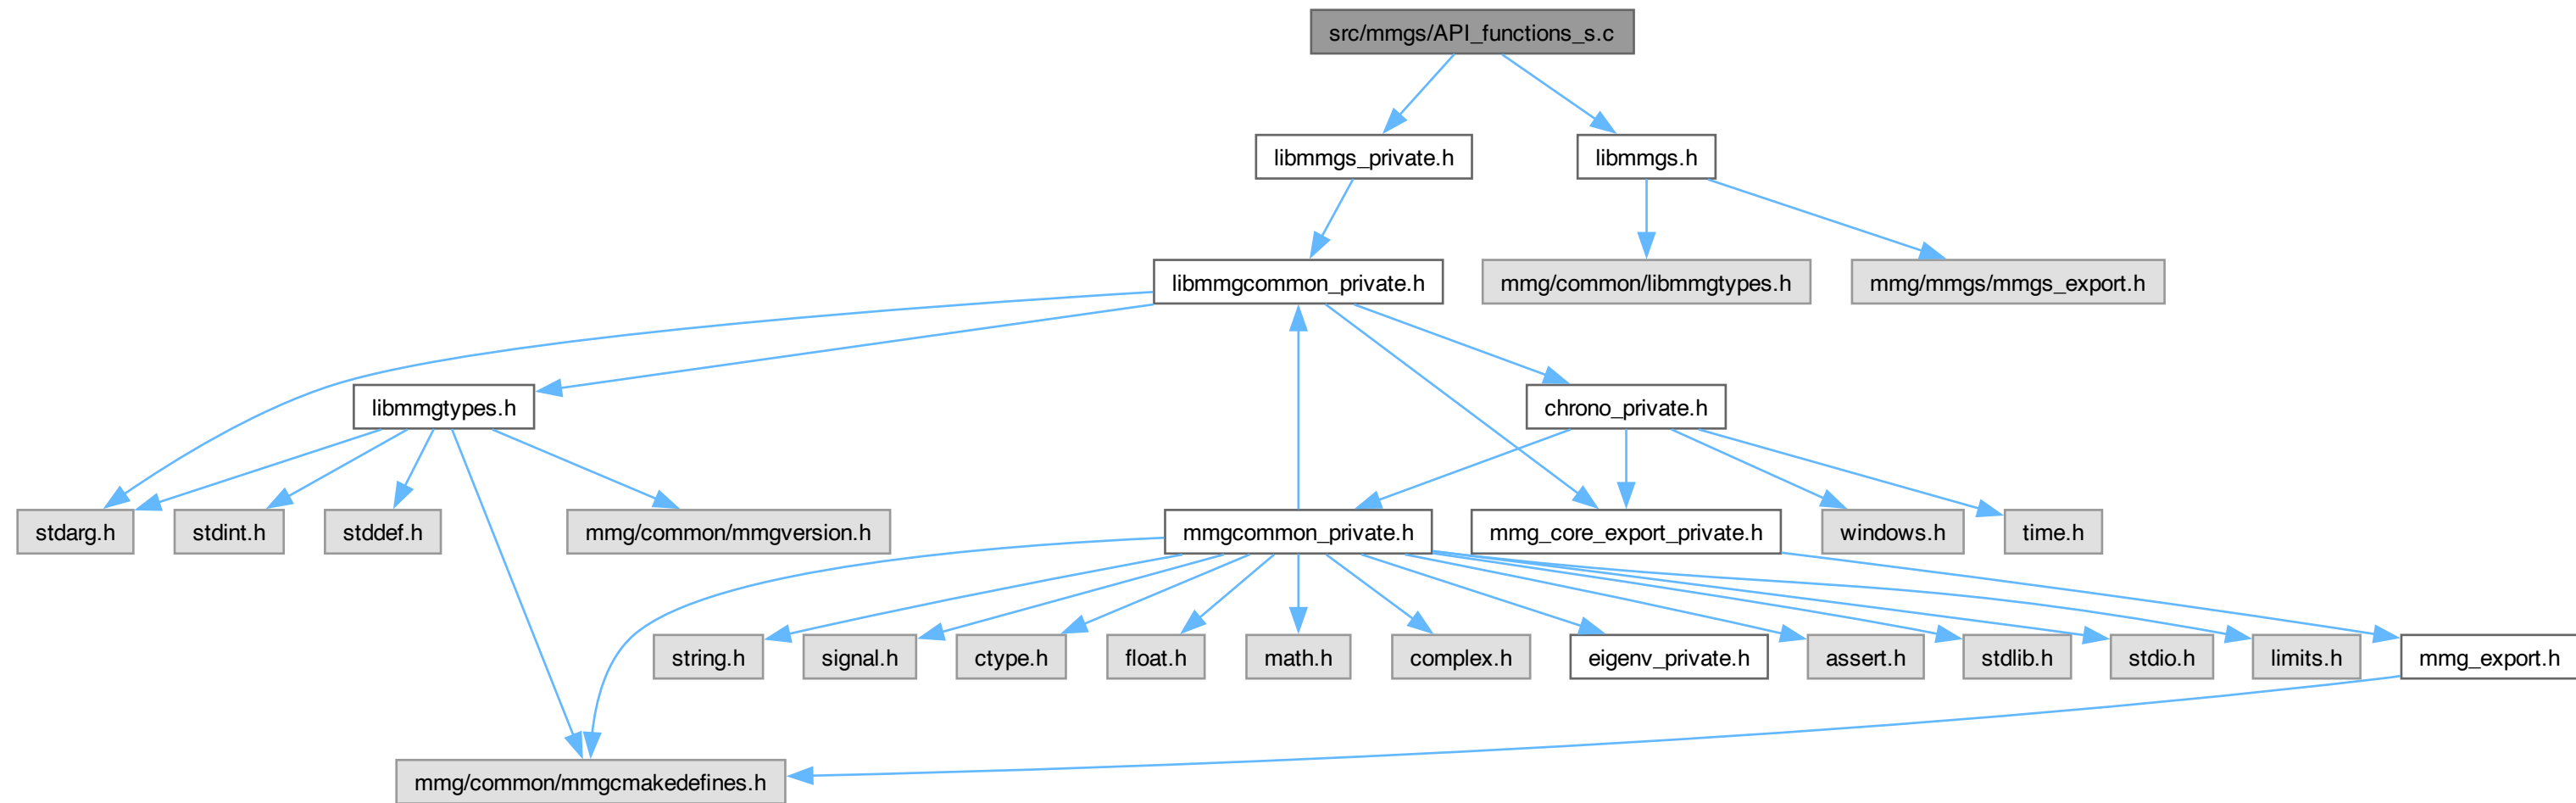 src/mmgs/API_functions_s.c
libmmgs_private.h
libmmgs.h
libmmgcommon_private.h
mmg/common/libmmgtypes.h
mmg/mmgs/mmgs_export.h
libmmgtypes.h
chrono_private.h
stdarg.h
stdint.h
stddef.h
mmg/common/mmgversion.h
mmgcommon_private.h
mmg_core_export_private.h
windows.h
time.h
string.h
signal.h
ctype.h
float.h
math.h
complex.h
eigenv_private.h
assert.h
stdlib.h
stdio.h
limits.h
mmg_export.h
mmg/common/mmgcmakedefines.h